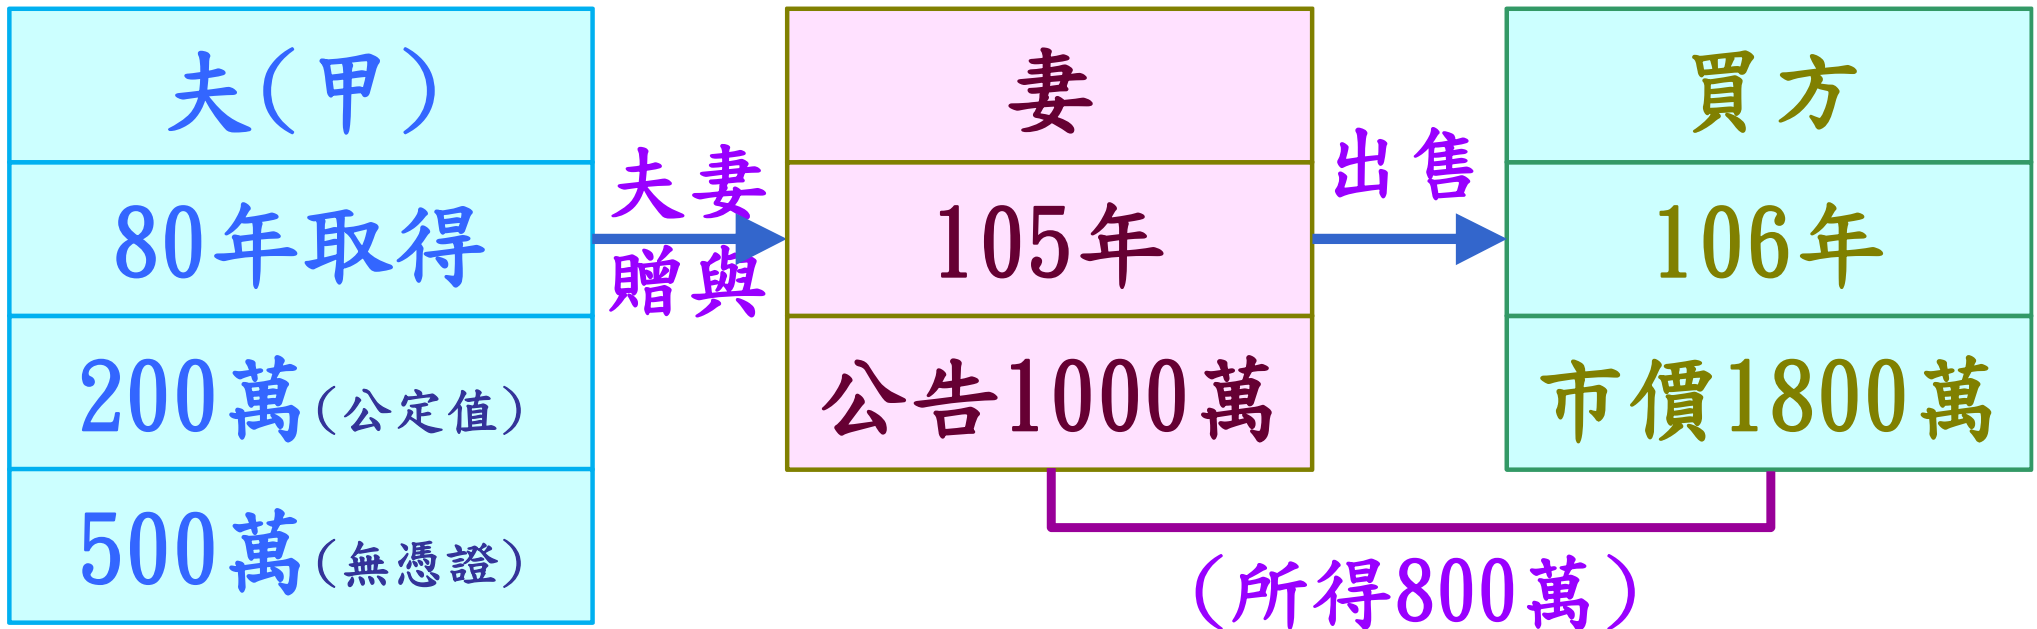 夫(甲)
80年取得
200萬(公定值)
500萬(無憑證)
夫妻
贈與
妻
105年
公告1000萬
出售
買方
106年
市價1800萬
(所得800萬)